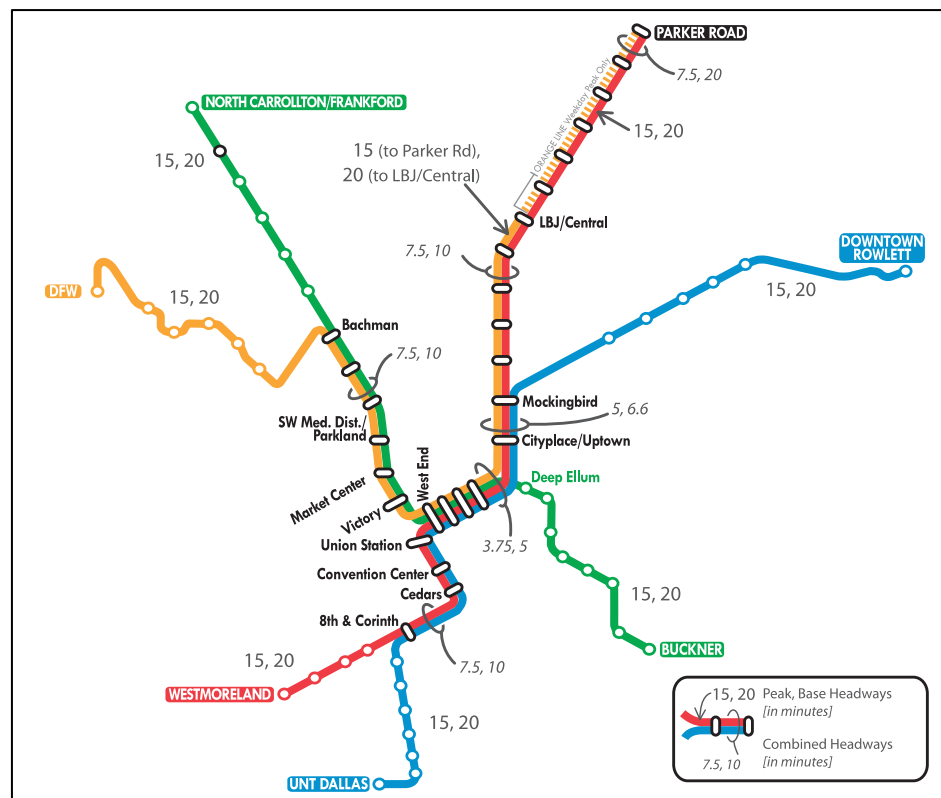 PARKER ROAD
7.5, 20
ORANGE LINE Weekday Peak Only
NORTH CARROLLTON/FRANKFORD
15, 20
15, 20
15 (to Parker Rd),
20 (to LBJ/Central)
LBJ/Central
DOWNTOWN
ROWLETT
7.5, 10
DFW
15, 20
15, 20
Bachman
7.5, 10
Mockingbird
5, 6.6
SW Med. Dist./
Parkland
Cityplace/Uptown
West End
Deep Ellum
Market Center
Victory
3.75, 5
Union Station
Convention Center
Cedars
15, 20
8th & Corinth
7.5, 10
BUCKNER
15, 20
WESTMORELAND
15, 20
UNT DALLAS
15, 20
Peak, Base Headways
[in minutes]
Combined Headways
7.5, 10
[in minutes]